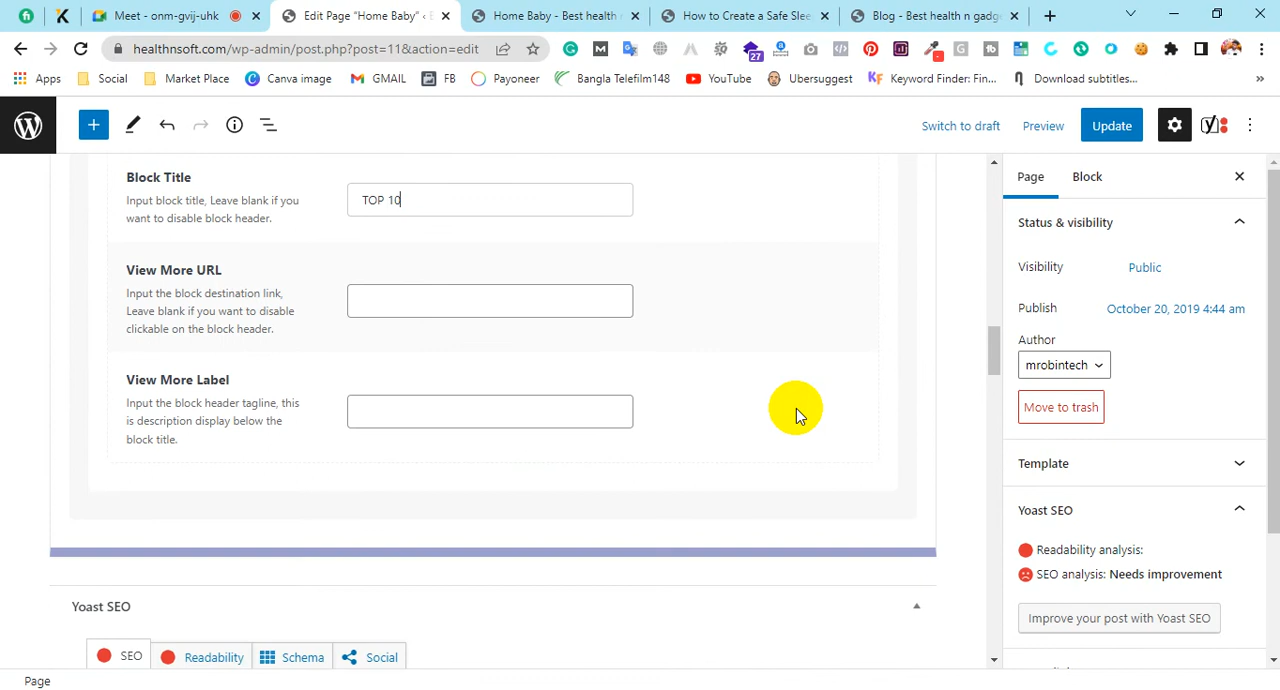 Meet - onm-gvij-uhk
Edit Page "Home Baby" ‹ B
Home Baby - Best health n
How to Create a Safe Slee
Blog - Best health n gadge
healthnsoft.com/wp-admin/post.php?post=11&action=edit
27
Apps
Social
Market Place
Canva image
GMAIL
FB
Payoneer
Bangla Telefilm148
YouTube
Ubersuggest
Keyword Finder: Fin...
Download subtitles...
»
Switch to draft
Preview
Update
Block Title
Input block title, Leave blank if you
want to disable block header.
TOP 10
View More URL
Input the block destination link,
Leave blank if you want to disable
clickable on the block header.
View More Label
Input the block header tagline, this
is description display below the
block title.
Yoast SEO
SEO
Readability
Schema
Social
Page
Block
Status & visibility
Visibility
Public
Publish
October 20, 2019 4:44 am
Author
mrobintech
Move to trash
Template
Yoast SEO
Readability analysis:
SEO analysis: Needs improvement
Improve your post with Yoast SEO
Page